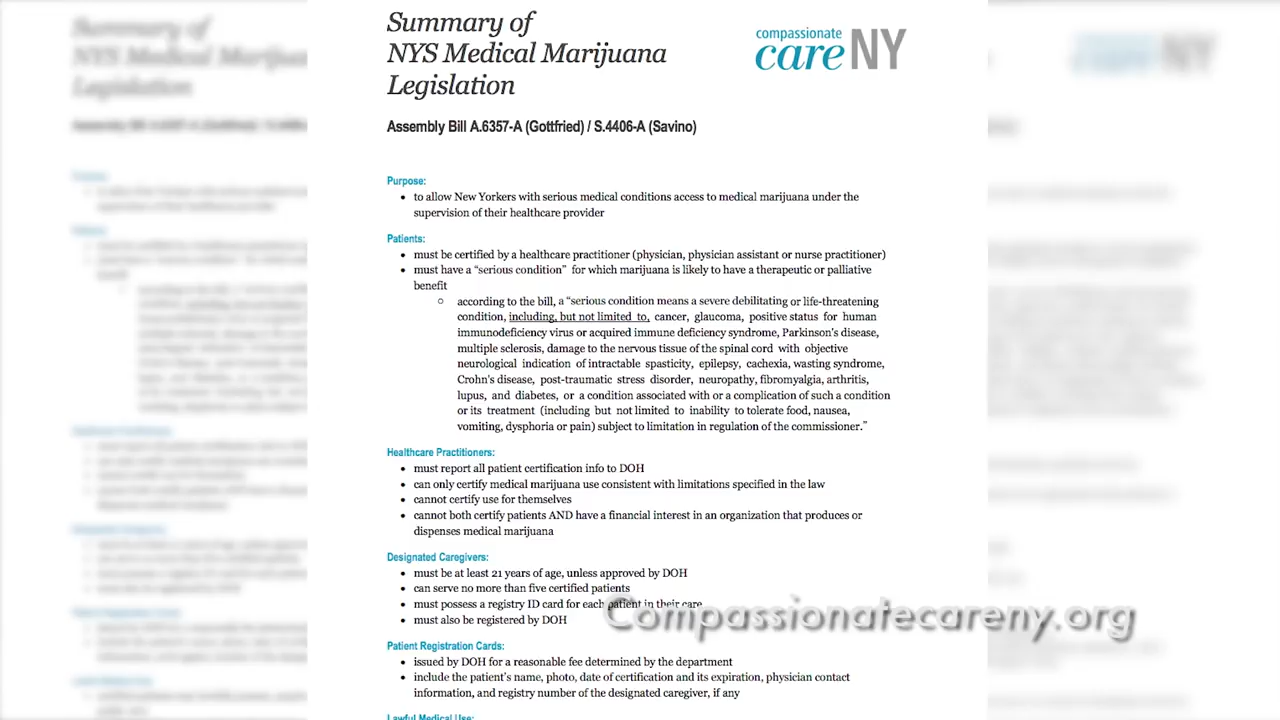 Summary of
NYS Medical Marijuana
Legislation
compassionate
care NY
Assembly Bill A.6357-A (Gottfried) / S.4406-A (Savino)
Purpose:
• to allow New Yorkers with serious medical conditions access to medical marijuana under the
supervision of their healthcare provider
Patients:
• must be certified by a healthcare practitioner (physician, physician assistant or nurse practitioner)
• must have a "serious condition" for which marijuana is likely to have a therapeutic or palliative
benefit
○ according to the bill, a "serious condition means a severe debilitating or life-threatening
condition, including, but not limited to, cancer, glaucoma, positive status for human
immunodeficiency virus or acquired immune deficiency syndrome, Parkinson's disease,
multiple sclerosis, damage to the nervous tissue of the spinal cord with objective
neurological indication of intractable spasticity, epilepsy, cachexia, wasting syndrome,
Crohn's disease, post-traumatic stress disorder, neuropathy, fibromyalgia, arthritis,
lupus, and diabetes, or a condition associated with or a complication of such a condition
or its treatment (including but not limited to inability to tolerate food, nausea,
vomiting, dysphoria or pain) subject to limitation in regulation of the commissioner."
Healthcare Practitioners:
• must report all patient certification info to DOH
• can only certify medical marijuana use consistent with limitations specified in the law
• cannot certify use for themselves
• cannot both certify patients AND have a financial interest in an organization that produces or
dispenses medical marijuana
Designated Caregivers:
• must be at least 21 years of age, unless approved by DOH
• can serve no more than five certified patients
• must possess a registry ID card for each patient in their care
• must also be registered by DOH
Compassionatecareny.org
Patient Registration Cards:
• issued by DOH for a reasonable fee determined by the department
• include the patient's name, photo, date of certification and its expiration, physician contact
information, and registry number of the designated caregiver, if any
Lawful Medical Use: